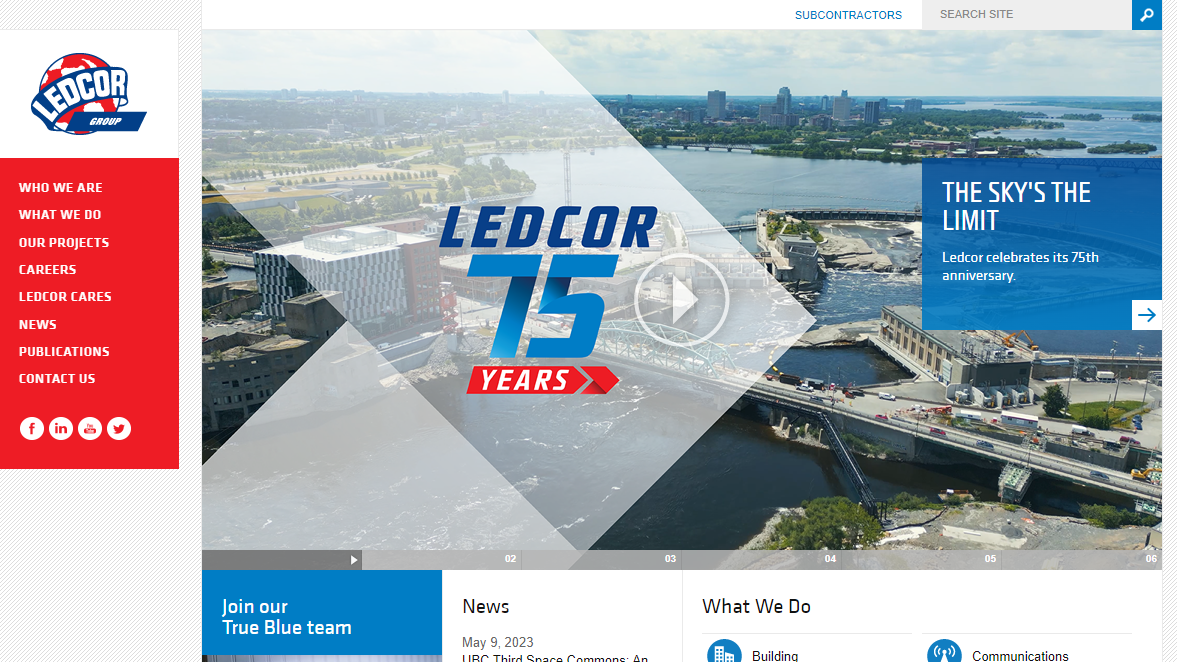 SUBCONTRACTORS
SEARCH SITE
LEDCOR
GROUP
WHO WE ARE
WHAT WE DO
OUR PROJECTS
CAREERS
LEDCOR CARES
NEWS
PUBLICATIONS
CONTACT US
LEDCOR
75
YEARS
THE SKY'S THE
LIMIT
Ledcor celebrates its 75th
anniversary.
02
03
04
05
06
Join our
True Blue team
News
May 9, 2023
UBC Third Space Commons: An
What We Do
Building
Communications